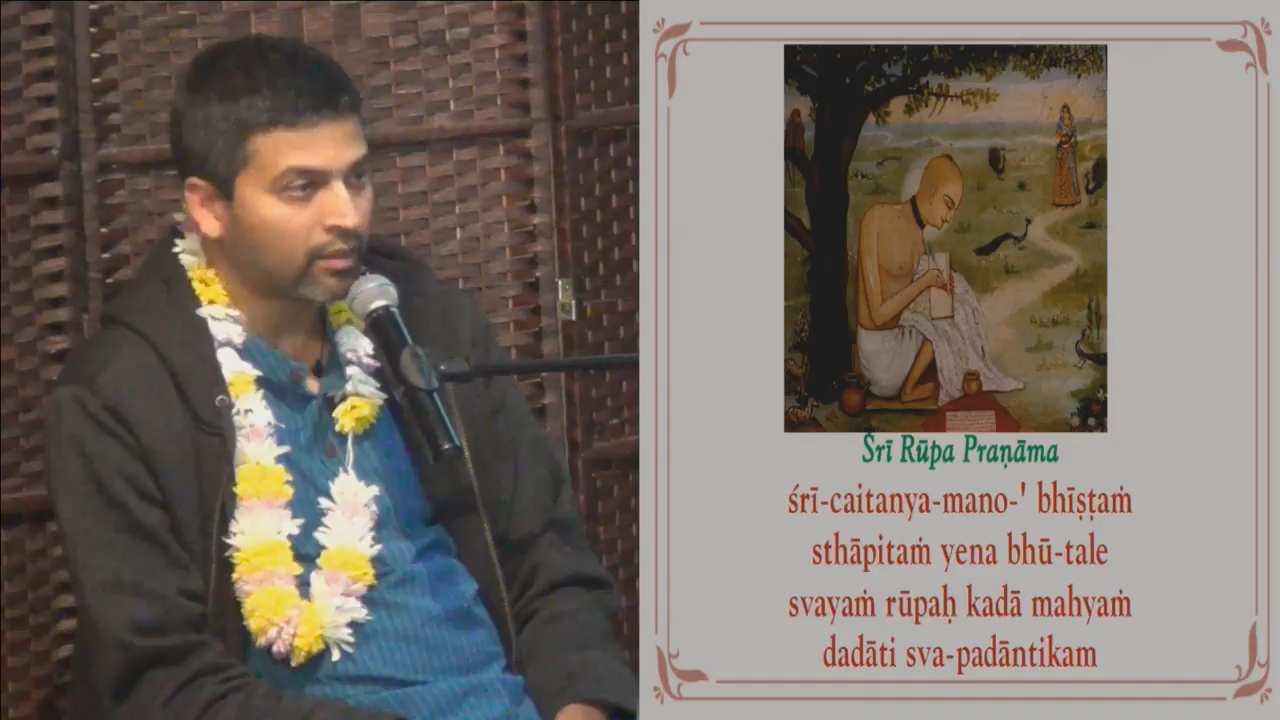 Śrī Rūpa Praṇāma
śrī-caitanya-mano-' bhīṣṭaṁ
sthāpitaṁ yena bhū-tale
svayaṁ rūpaḥ kadā mahyaṁ
dadāti sva-padāntikam